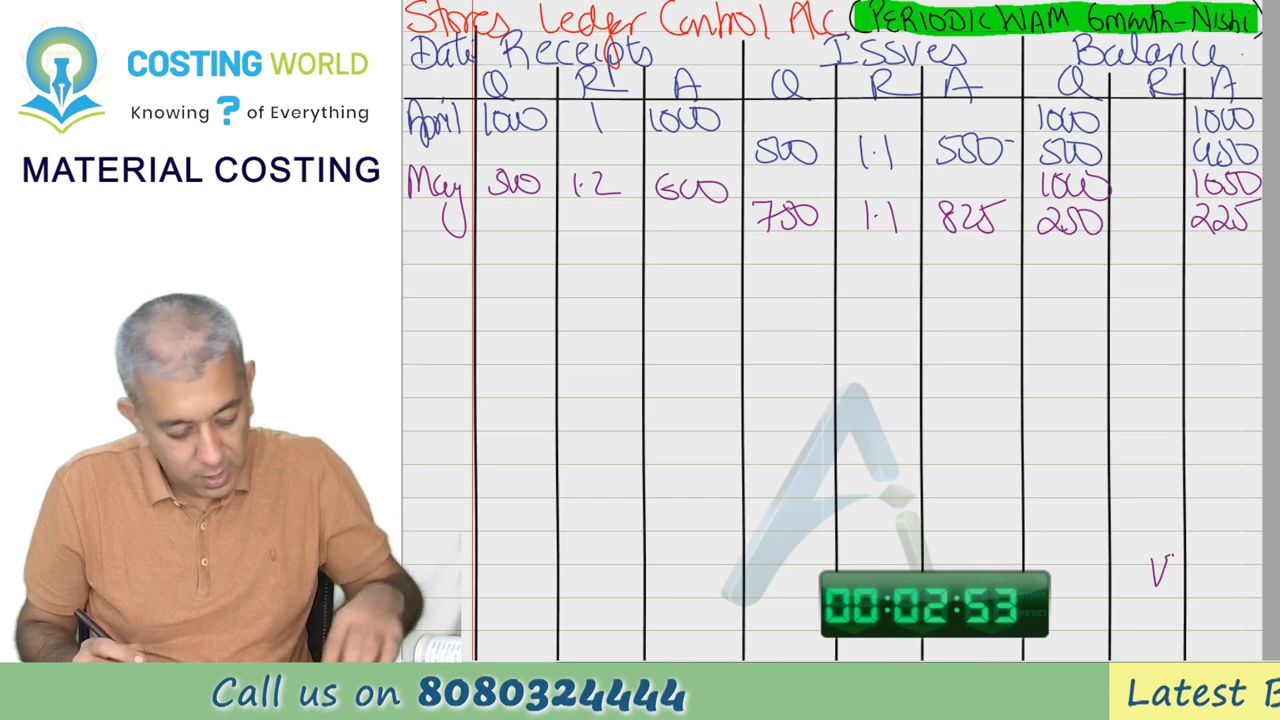 Stores Ledger Control A/c (PERIODIC WAM 6month-Nishi)
Date Receipts Issues Balance
Q R A Q R A Q R A
April 1000 1 1000 1000 1000
500 1.1 550 500 450
May 500 1.2 600 1000 1050
750 1.1 825 250 225
COSTING WORLD
Knowing ? of Everything
MATERIAL COSTING
00:02:53
RESET
Call us on 8080324444
Latest B